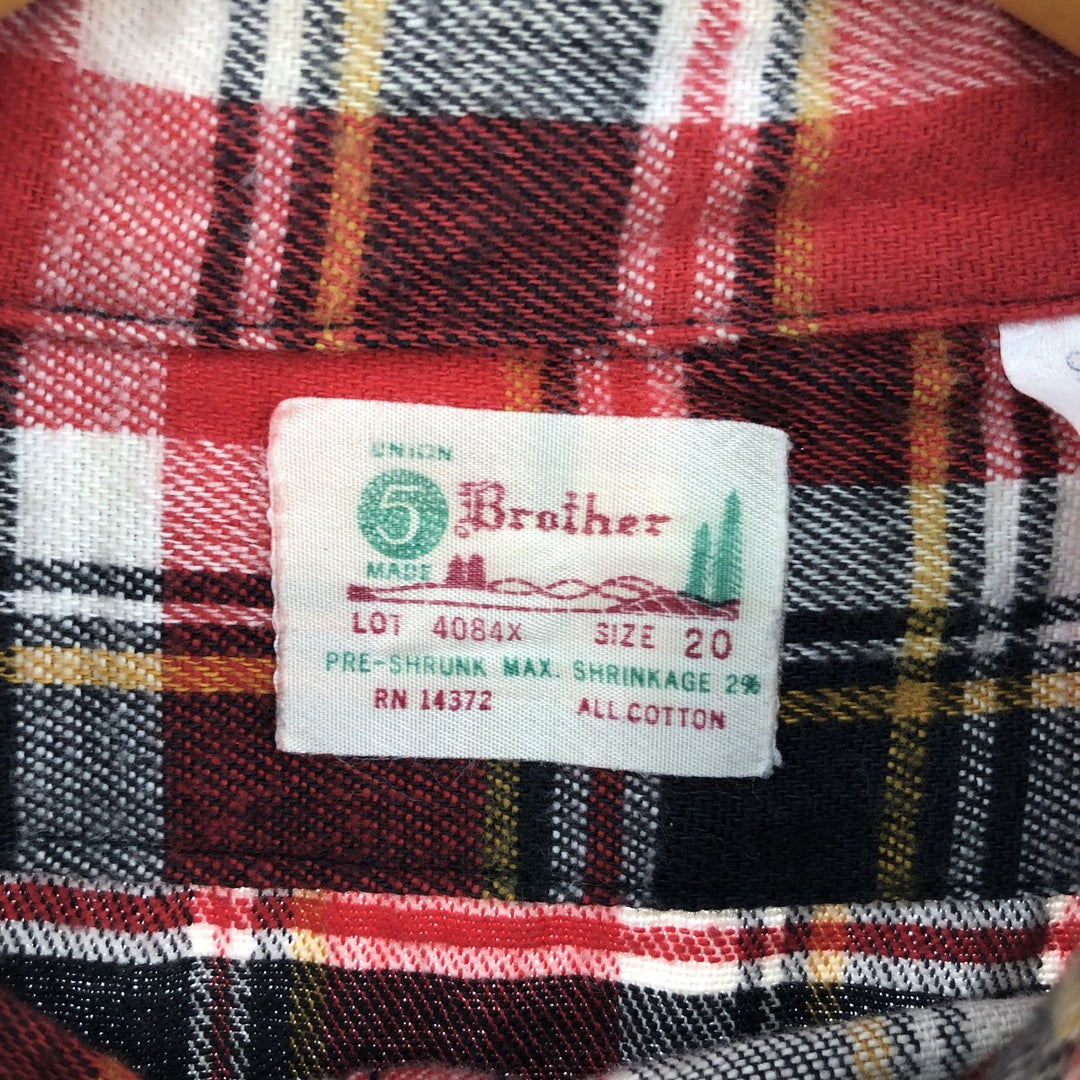 UNION
5 Brother
MADE
LOT 4084X SIZE 20
PRE-SHRUNK MAX. SHRINKAGE 2%
RN 14372 ALL COTTON